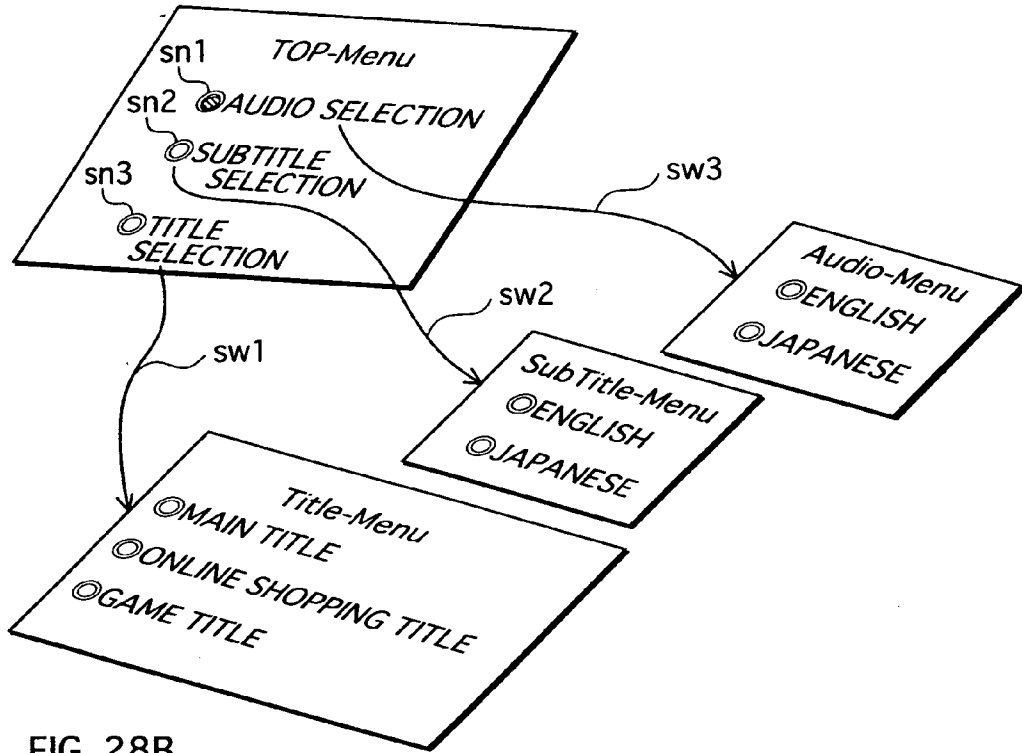 TOP-Menu
sn1
AUDIO SELECTION
sn2
SUBTITLE
SELECTION
sn3
TITLE
SELECTION
sw3
sw2
sw1
Audio-Menu
ENGLISH
JAPANESE
SubTitle-Menu
ENGLISH
JAPANESE
Title-Menu
MAIN TITLE
ONLINE SHOPPING TITLE
GAME TITLE
FIG. 28B